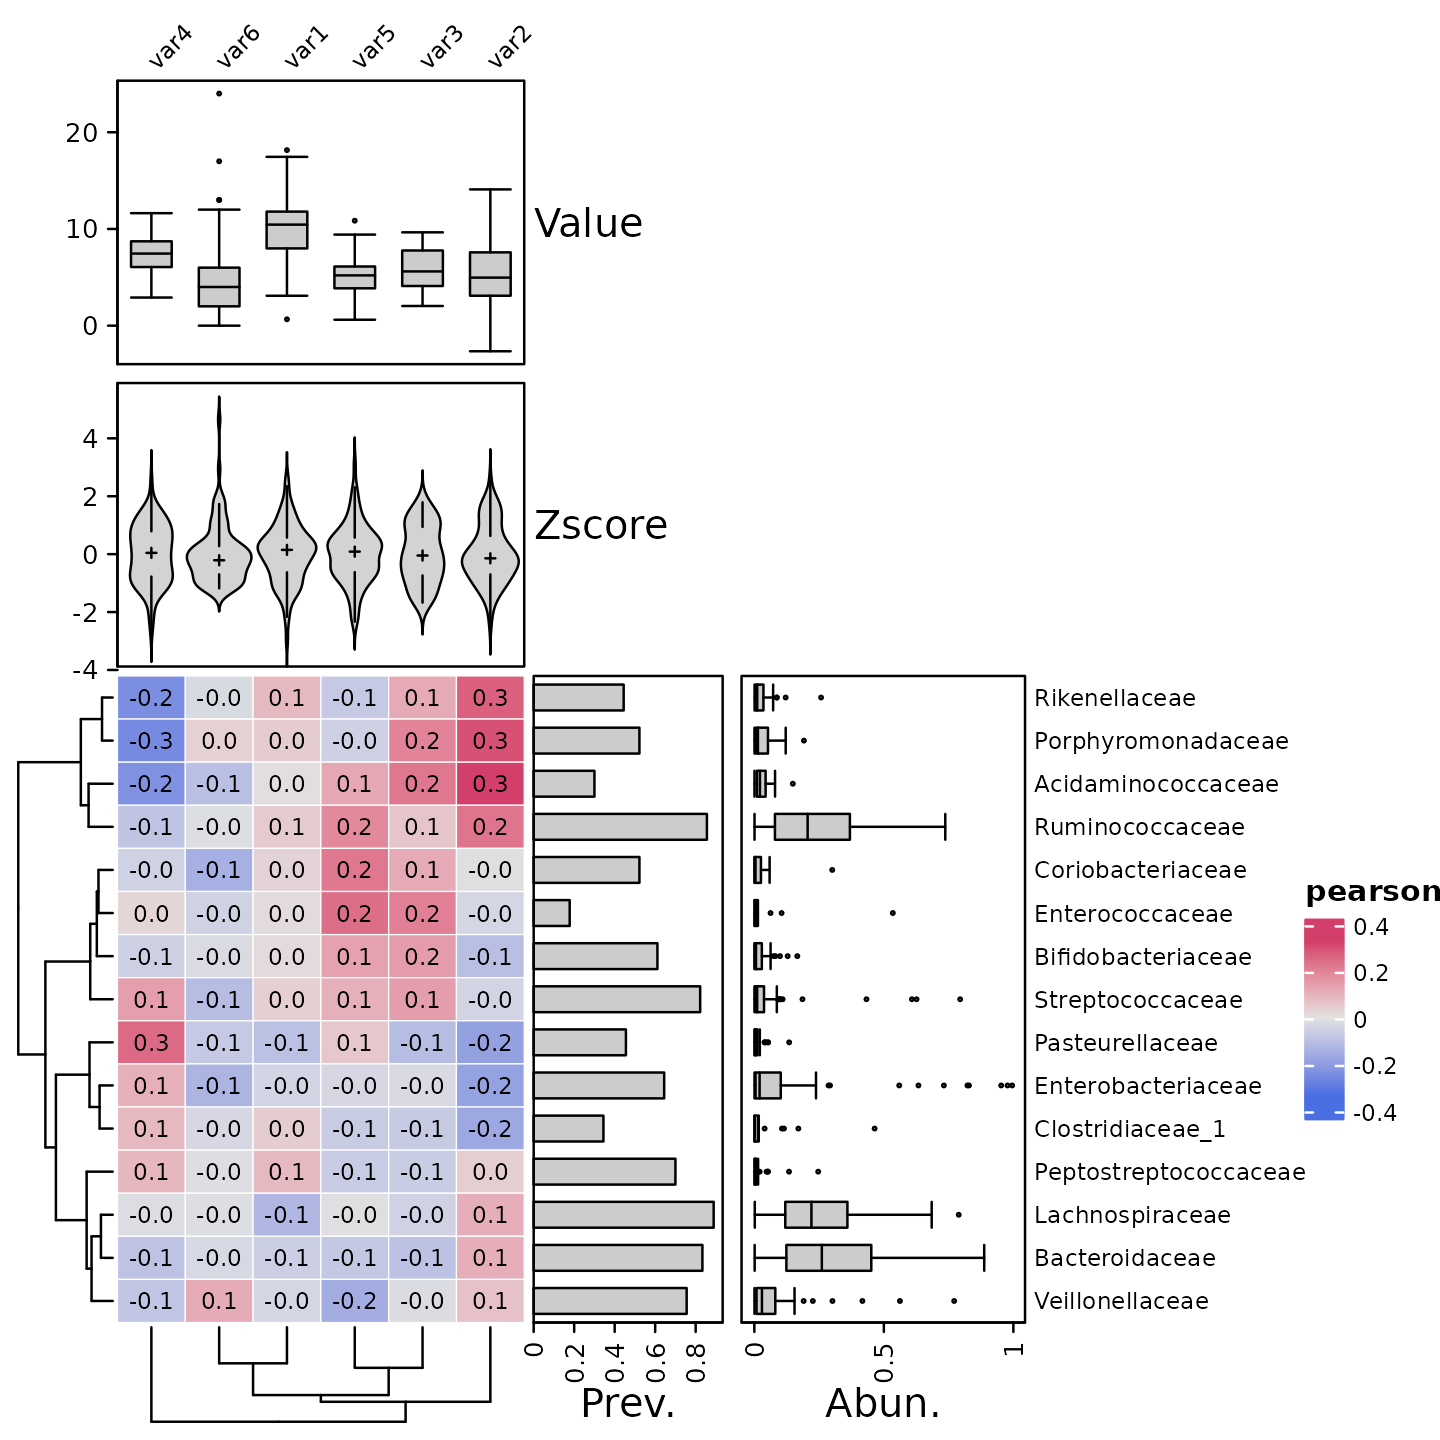 var4 var6 var1 var5 var3 var2
20
10
0
Value
4
2
0
-2
-4
Zscore
-0.2 -0.0 0.1 -0.1 0.1 0.3 Rikenellaceae
-0.3 0.0 0.0 -0.0 0.2 0.3 Porphyromonadaceae
-0.2 -0.1 0.0 0.1 0.2 0.3 Acidaminococcaceae
-0.1 -0.0 0.1 0.2 0.1 0.2 Ruminococcaceae
-0.0 -0.1 0.0 0.2 0.1 -0.0 Coriobacteriaceae
0.0 -0.0 0.0 0.2 0.2 -0.0 Enterococcaceae
-0.1 -0.0 0.0 0.1 0.2 -0.1 Bifidobacteriaceae
0.1 -0.1 0.0 0.1 0.1 -0.0 Streptococcaceae
0.3 -0.1 -0.1 0.1 -0.1 -0.2 Pasteurellaceae
0.1 -0.1 -0.0 -0.0 -0.0 -0.2 Enterobacteriaceae
0.1 -0.0 0.0 -0.1 -0.1 -0.2 Clostridiaceae_1
0.1 -0.0 0.1 -0.1 -0.1 0.0 Peptostreptococcaceae
-0.0 -0.0 -0.1 -0.0 -0.0 0.1 Lachnospiraceae
-0.1 -0.0 -0.1 -0.1 -0.1 0.1 Bacteroidaceae
-0.1 0.1 -0.0 -0.2 -0.0 0.1 Veillonellaceae
0 0.2 0.4 0.6 0.8
Prev.
0 0.5 1
Abun.
pearson
0.4
0.2
0
-0.2
-0.4